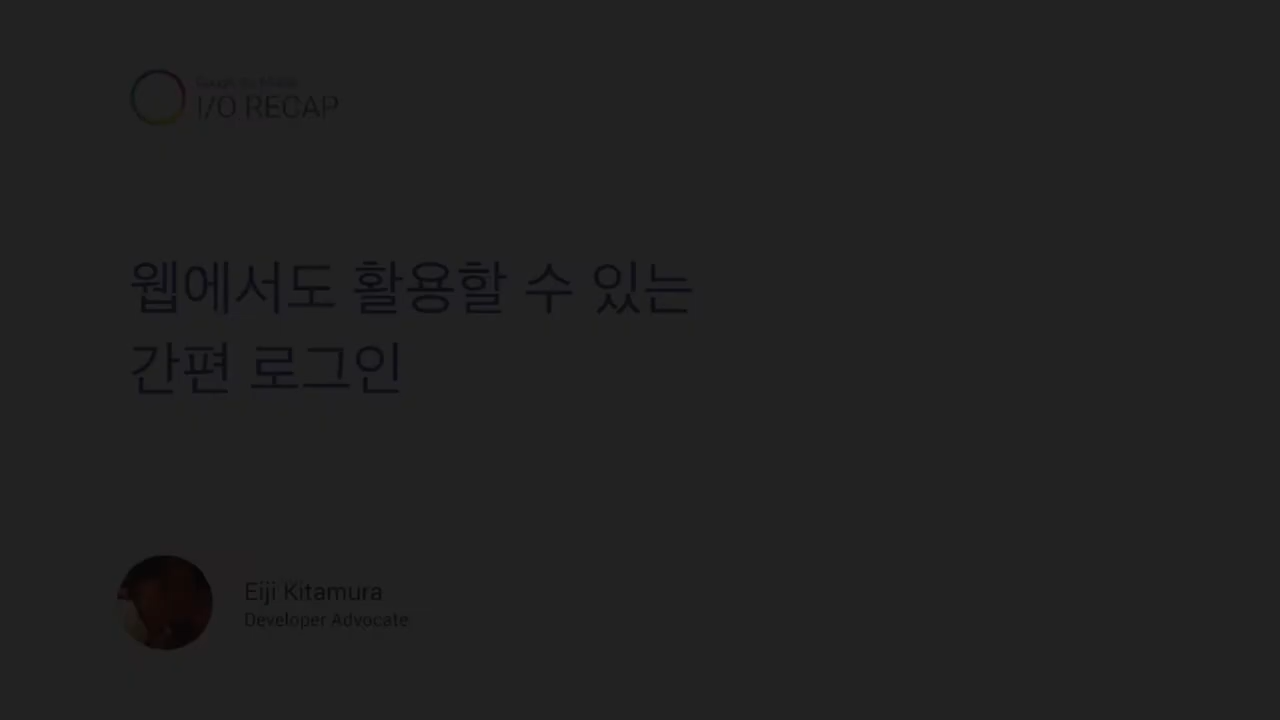 I/O RECAP
웹에서도 활용할 수 있는
간편 로그인
Eiji Kitamura
Developer Advocate